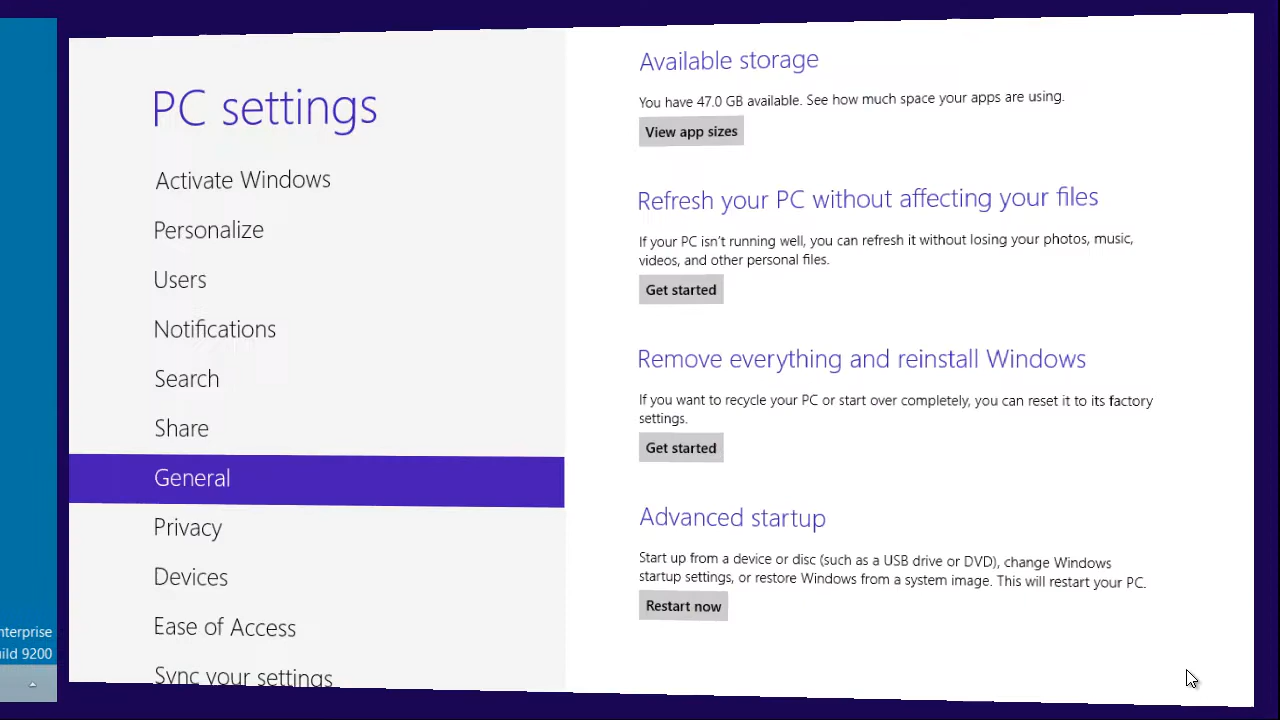 PC settings
Activate Windows
Personalize
Users
Notifications
Search
Share
General
Privacy
Devices
Ease of Access
Sync your settings
Available storage
You have 47.0 GB available. See how much space your apps are using.
View app sizes
Refresh your PC without affecting your files
If your PC isn't running well, you can refresh it without losing your photos, music,
videos, and other personal files.
Get started
Remove everything and reinstall Windows
If you want to recycle your PC or start over completely, you can reset it to its factory
settings.
Get started
Advanced startup
Start up from a device or disc (such as a USB drive or DVD), change Windows
startup settings, or restore Windows from a system image. This will restart your PC.
Restart now
nterprise
ild 9200